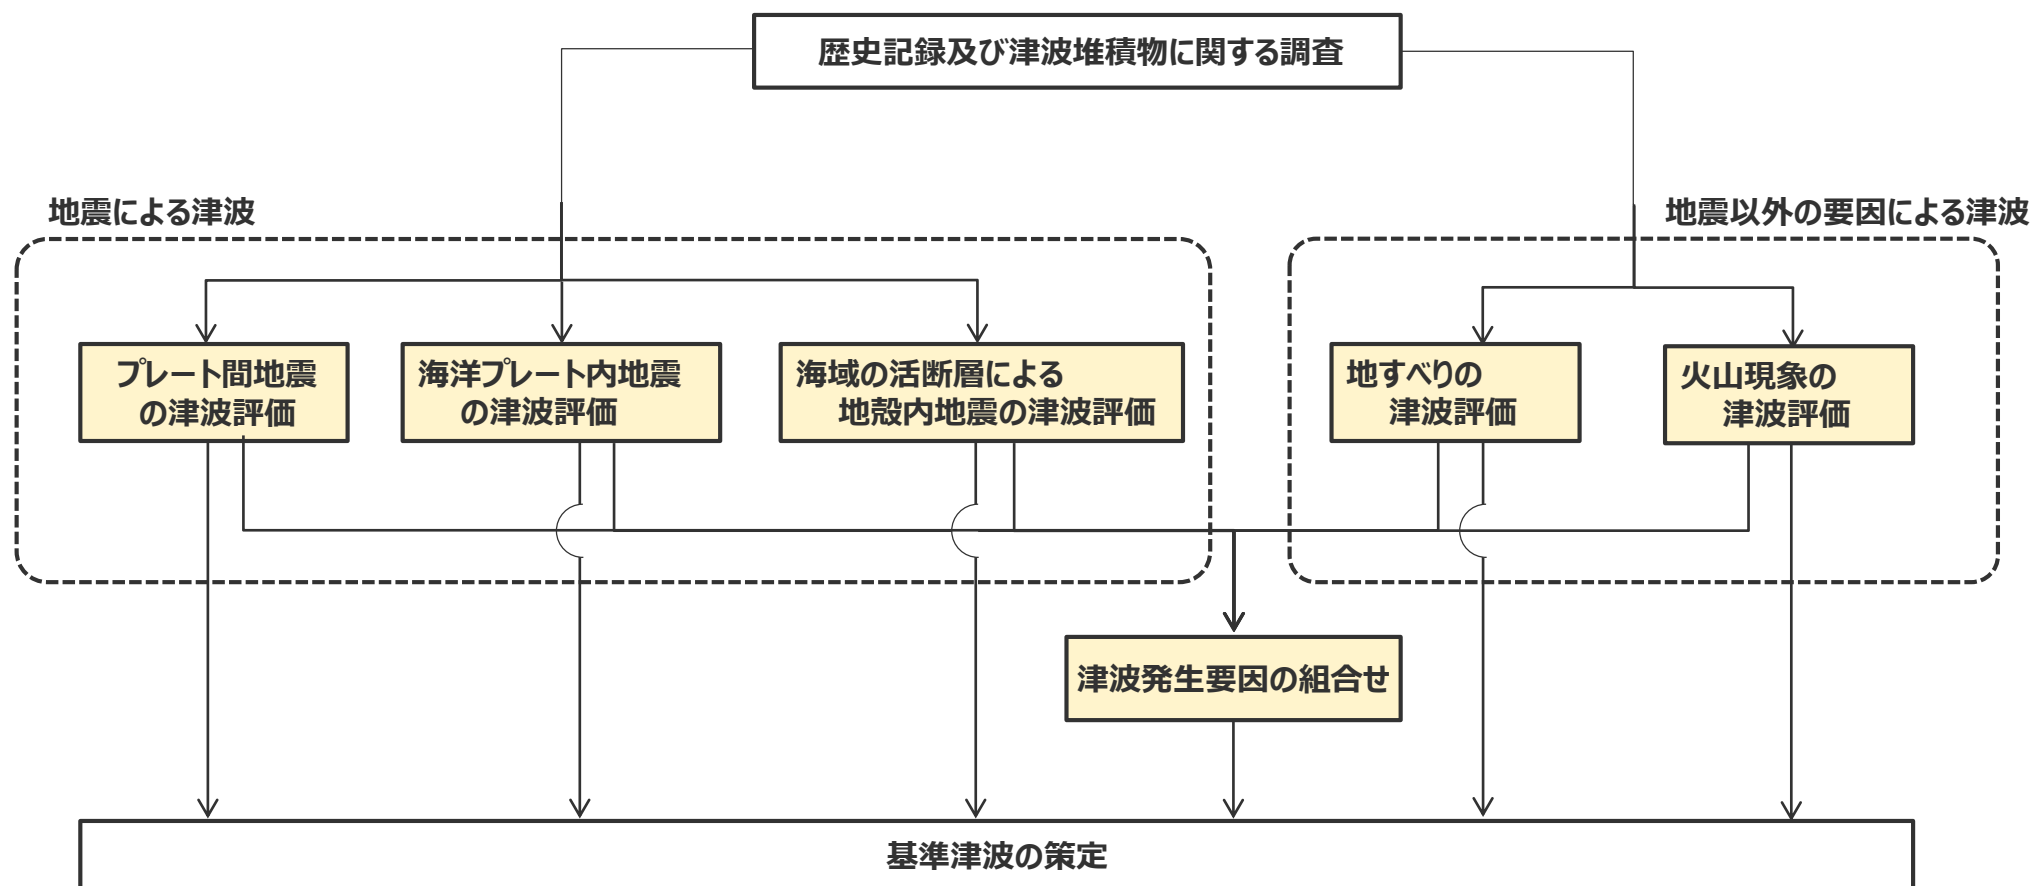 歴史記録及び津波堆積物に関する調査
地震による津波
地震以外の要因による津波
プレート間地震
の津波評価
海洋プレート内地震
の津波評価
海域の活断層による
地殻内地震の津波評価
地すべりの
津波評価
火山現象の
津波評価
津波発生要因の組合せ
基準津波の策定